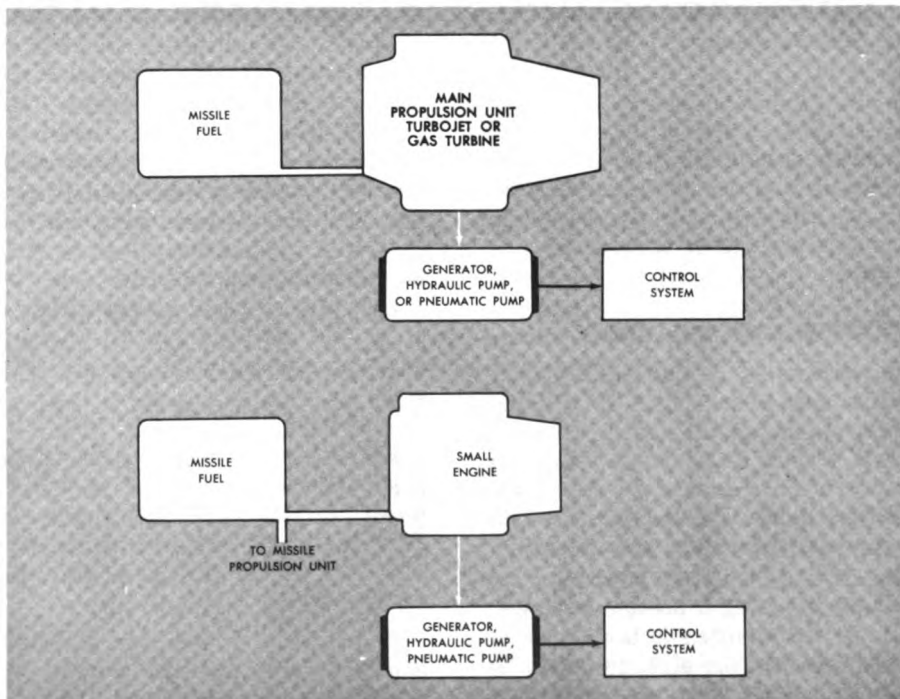 MISSILE
FUEL
MAIN
PROPULSION UNIT
TURBOJET OR
GAS TURBINE
GENERATOR,
HYDRAULIC PUMP,
OR PNEUMATIC PUMP
CONTROL
SYSTEM
MISSILE
FUEL
SMALL
ENGINE
TO MISSILE
PROPULSION UNIT
GENERATOR,
HYDRAULIC PUMP,
PNEUMATIC PUMP
CONTROL
SYSTEM